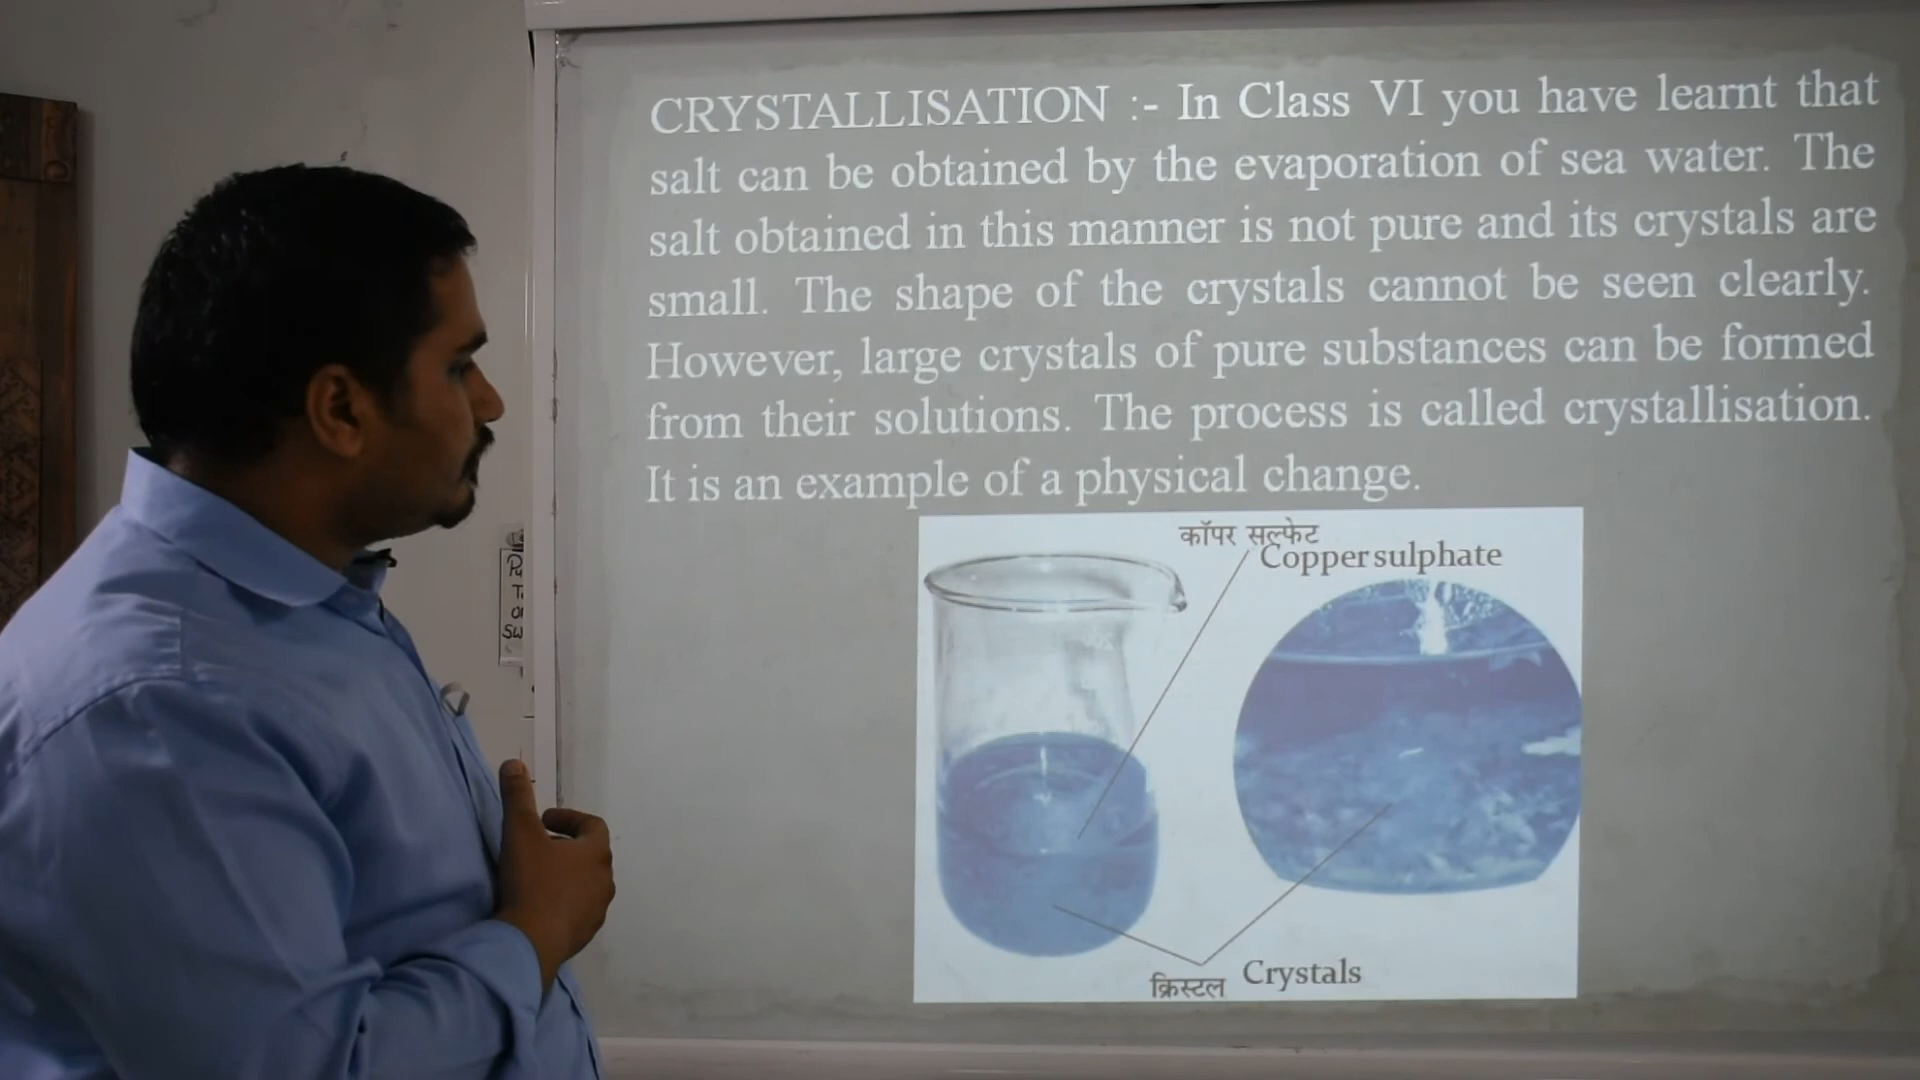 CRYSTALLISATION :- In Class VI you have learnt that
salt can be obtained by the evaporation of sea water. The
salt obtained in this manner is not pure and its crystals are
small. The shape of the crystals cannot be seen clearly.
However, large crystals of pure substances can be formed
from their solutions. The process is called crystallisation.
It is an example of a physical change.
कॉपर सल्फेट
Copper sulphate
क्रिस्टल Crystals